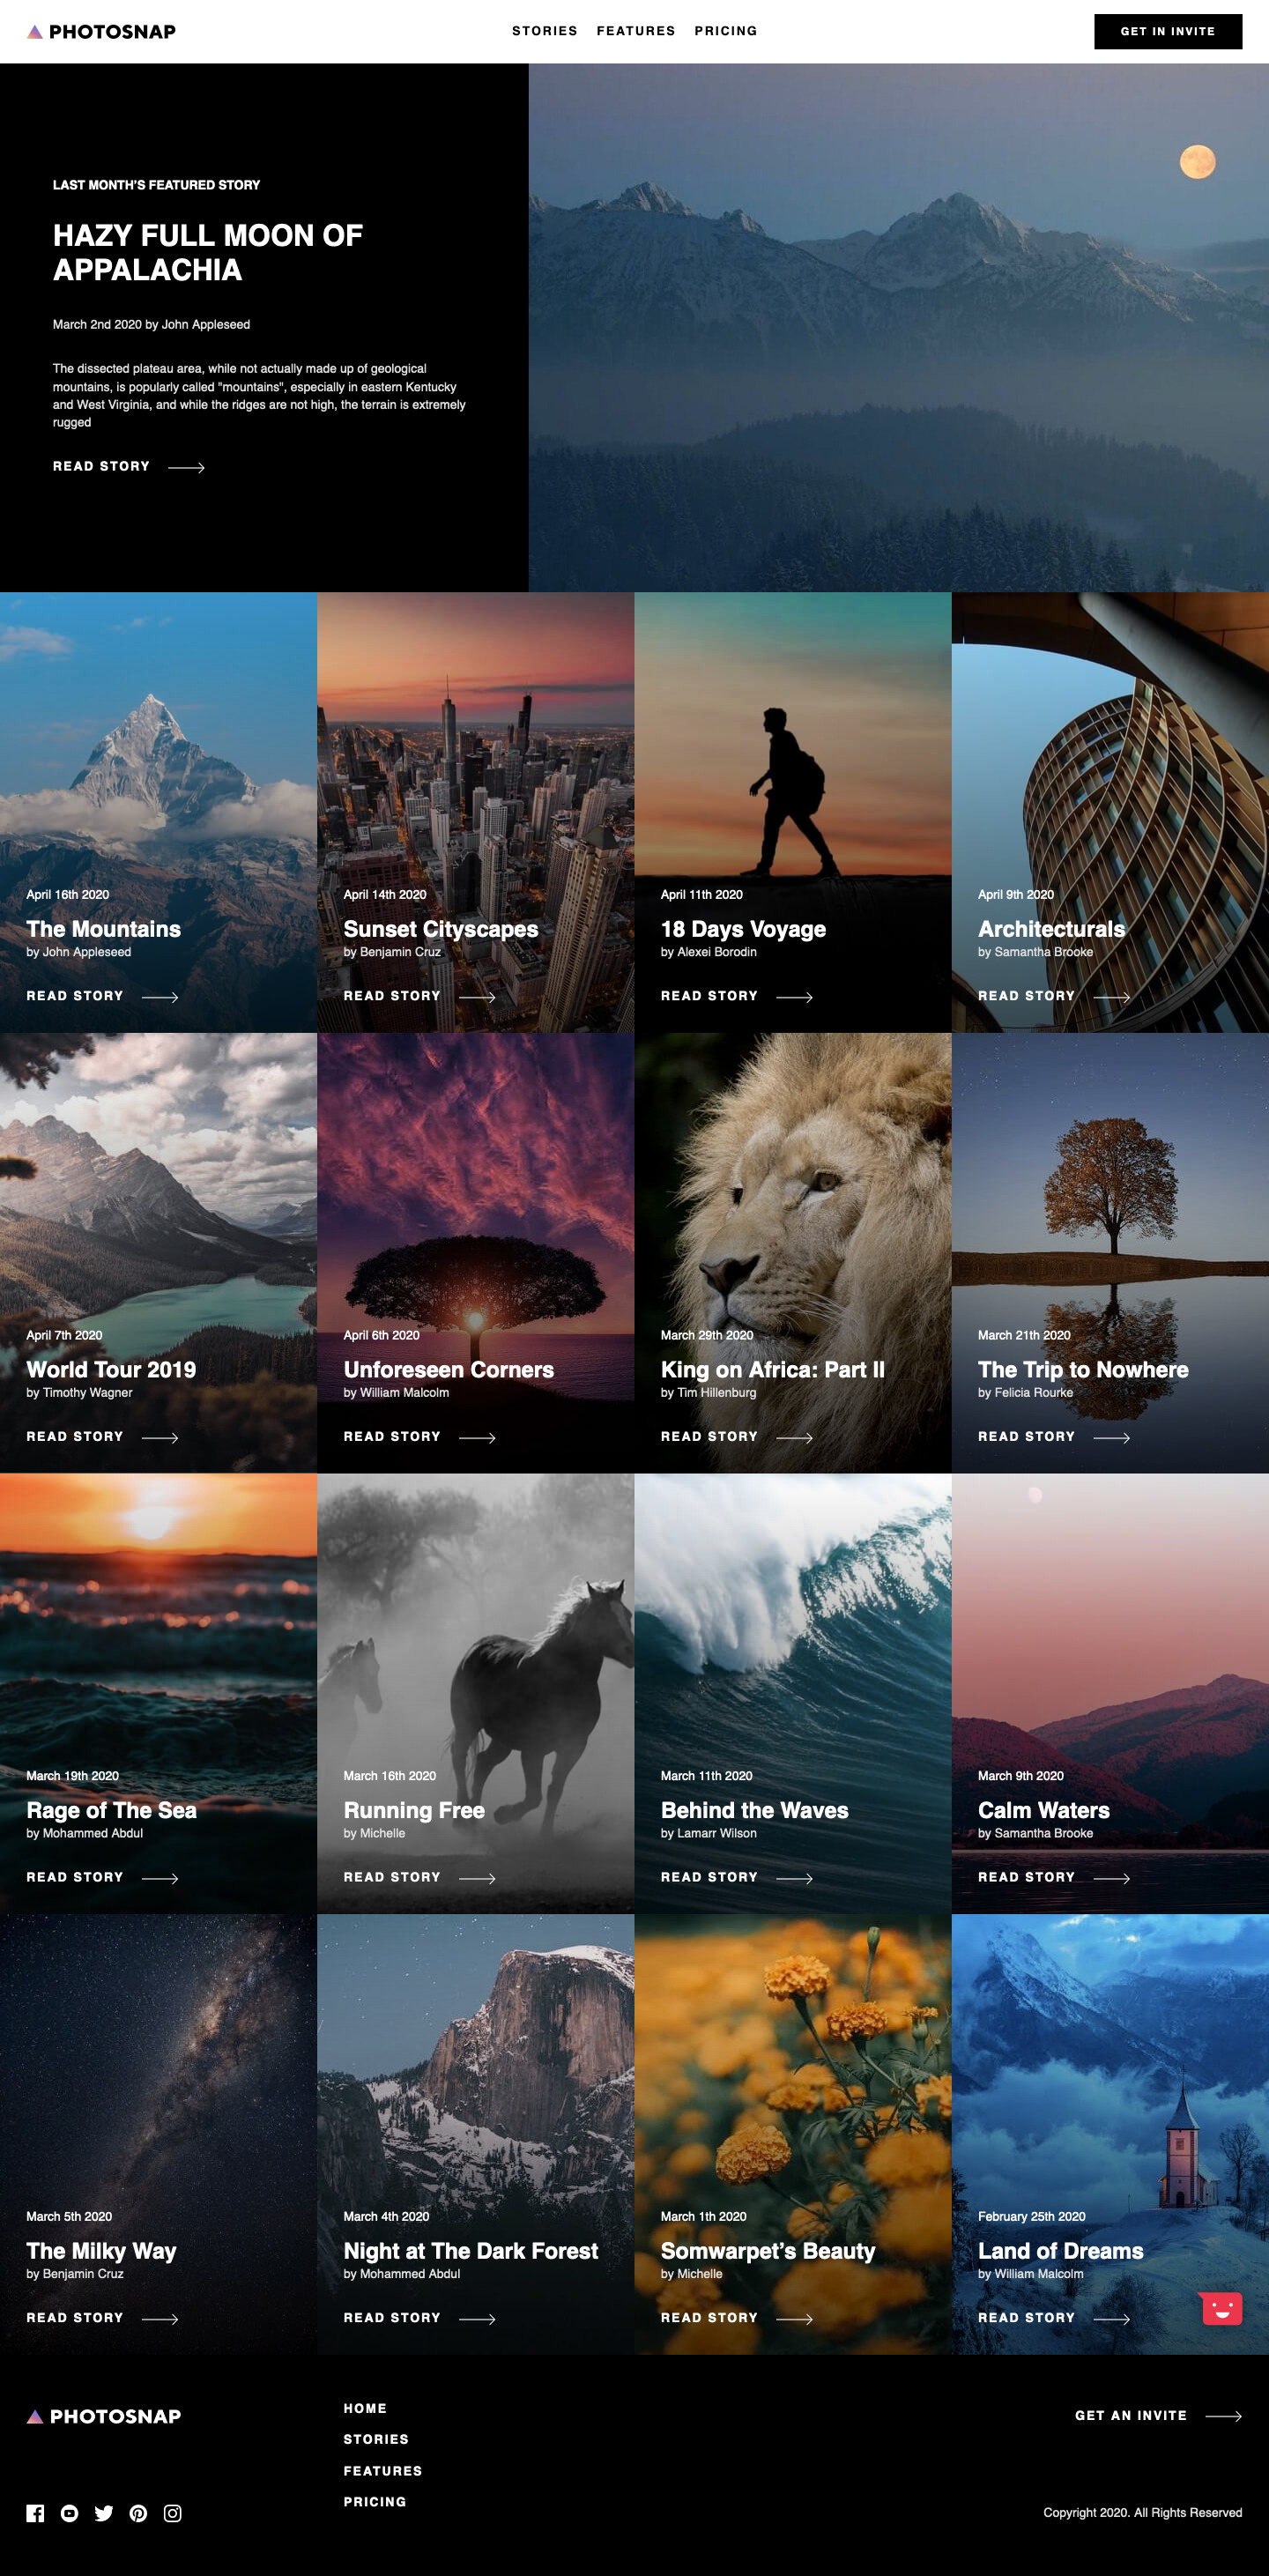 PHOTOSNAP
STORIES FEATURES PRICING
GET IN INVITE
LAST MONTH'S FEATURED STORY
HAZY FULL MOON OF
APPALACHIA
March 2nd 2020 by John Appleseed
The dissected plateau area, while not actually made up of geological
mountains, is popularly called "mountains", especially in eastern Kentucky
and West Virginia, and while the ridges are not high, the terrain is extremely
rugged
READ STORY
April 16th 2020
The Mountains
by John Appleseed
READ STORY
April 14th 2020
Sunset Cityscapes
by Benjamin Cruz
READ STORY
April 11th 2020
18 Days Voyage
by Alexei Borodin
READ STORY
April 9th 2020
Architecturals
by Samantha Brooke
READ STORY
April 7th 2020
World Tour 2019
by Timothy Wagner
READ STORY
April 6th 2020
Unforeseen Corners
by William Malcolm
READ STORY
March 29th 2020
King on Africa: Part II
by Tim Hillenburg
READ STORY
March 21th 2020
The Trip to Nowhere
by Felicia Rourke
READ STORY
March 19th 2020
Rage of The Sea
by Mohammed Abdul
READ STORY
March 16th 2020
Running Free
by Michelle
READ STORY
March 11th 2020
Behind the Waves
by Lamarr Wilson
READ STORY
March 9th 2020
Calm Waters
by Samantha Brooke
READ STORY
March 5th 2020
The Milky Way
by Benjamin Cruz
READ STORY
March 4th 2020
Night at The Dark Forest
by Mohammed Abdul
READ STORY
March 1th 2020
Somwarpet’s Beauty
by Michelle
READ STORY
February 25th 2020
Land of Dreams
by William Malcolm
READ STORY
PHOTOSNAP
HOME
STORIES
FEATURES
PRICING
GET AN INVITE
Copyright 2020. All Rights Reserved